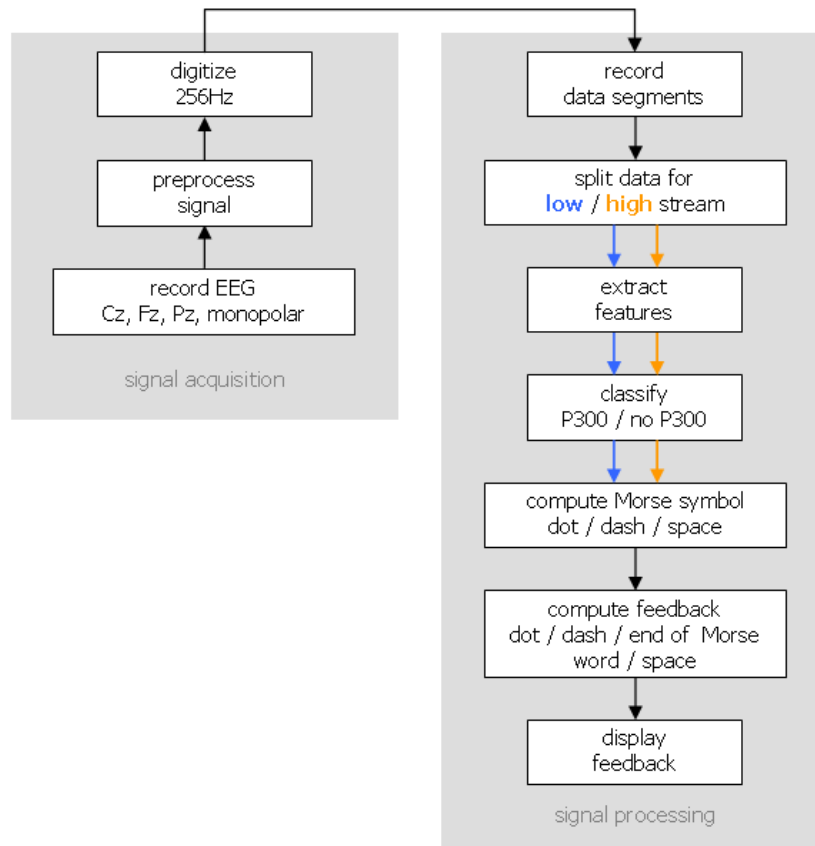 digitize
256Hz
preprocess
signal
record EEG
Cz, Fz, Pz, monopolar
signal acquisition
record
data segments
split data for
low / high stream
extract
features
classify
P300 / no P300
compute Morse symbol
dot / dash / space
compute feedback
dot / dash / end of Morse
word / space
display
feedback
signal processing